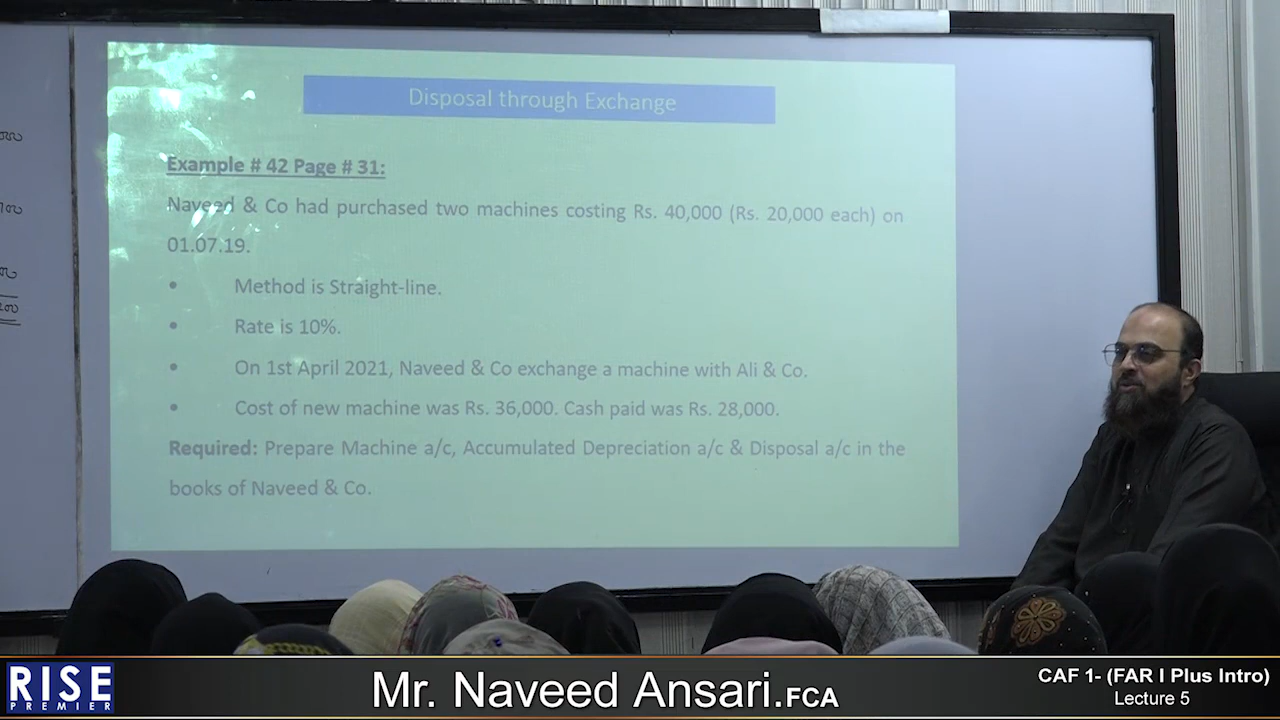 Disposal through Exchange
Example # 42 Page # 31:
Naveed & Co had purchased two machines costing Rs. 40,000 (Rs. 20,000 each) on
01.07.19.
• Method is Straight-line.
• Rate is 10%.
• On 1st April 2021, Naveed & Co exchange a machine with Ali & Co.
• Cost of new machine was Rs. 36,000. Cash paid was Rs. 28,000.
Required: Prepare Machine a/c, Accumulated Depreciation a/c & Disposal a/c in the
books of Naveed & Co.
RISE
PREMIER
Mr. Naveed Ansari.FCA
CAF 1- (FAR I Plus Intro)
Lecture 5